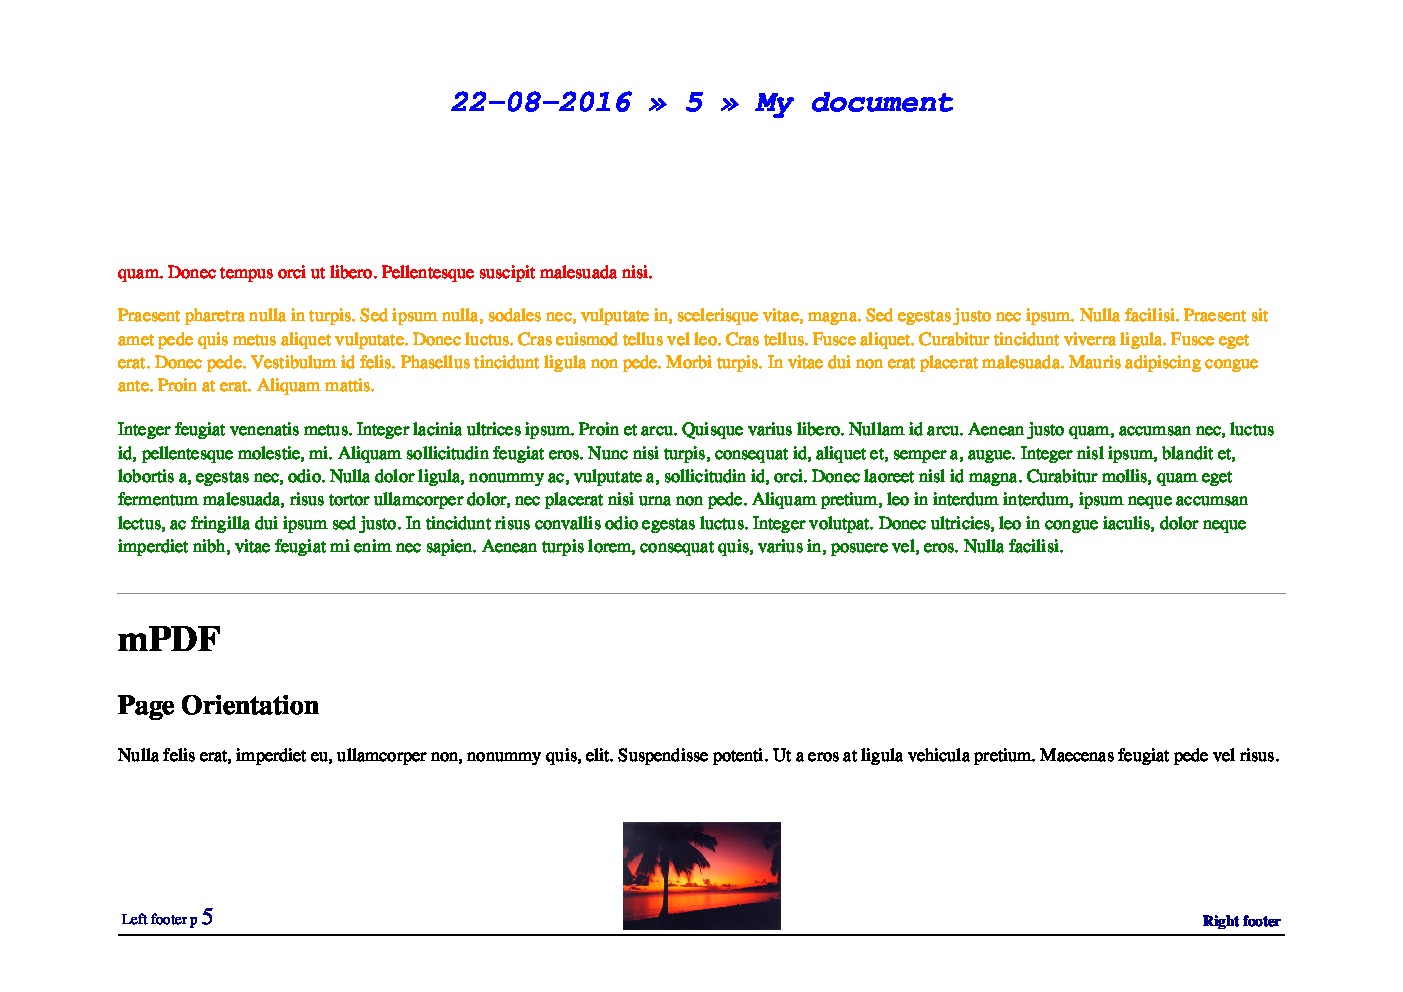 22-08-2016 » 5 » My document
quam. Donec tempus orci ut libero. Pellentesque suscipit malesuada nisi.
Praesent pharetra nulla in turpis. Sed ipsum nulla, sodales nec, vulputate in, scelerisque vitae, magna. Sed egestas justo nec ipsum. Nulla facilisi. Praesent sit
amet pede quis metus aliquet vulputate. Donec luctus. Cras euismod tellus vel leo. Cras tellus. Fusce aliquet. Curabitur tincidunt viverra ligula. Fusce eget
erat. Donec pede. Vestibulum id felis. Phasellus tincidunt ligula non pede. Morbi turpis. In vitae dui non erat placerat malesuada. Mauris adipiscing congue
ante. Proin at erat. Aliquam mattis.
Integer feugiat venenatis metus. Integer lacinia ultrices ipsum. Proin et arcu. Quisque varius libero. Nullam id arcu. Aenean justo quam, accumsan nec, luctus
id, pellentesque molestie, mi. Aliquam sollicitudin feugiat eros. Nunc nisi turpis, consequat id, aliquet et, semper a, augue. Integer nisl ipsum, blandit et,
lobortis a, egestas nec, odio. Nulla dolor ligula, nonummy ac, vulputate a, sollicitudin id, orci. Donec laoreet nisl id magna. Curabitur mollis, quam eget
fermentum malesuada, risus tortor ullamcorper dolor, nec placerat nisi urna non pede. Aliquam pretium, leo in interdum interdum, ipsum neque accumsan
lectus, ac fringilla dui ipsum sed justo. In tincidunt risus convallis odio egestas luctus. Integer volutpat. Donec ultricies, leo in congue iaculis, dolor neque
imperdiet nibh, vitae feugiat mi enim nec sapien. Aenean turpis lorem, consequat quis, varius in, posuere vel, eros. Nulla facilisi.
mPDF
Page Orientation
Nulla felis erat, imperdiet eu, ullamcorper non, nonummy quis, elit. Suspendisse potenti. Ut a eros at ligula vehicula pretium. Maecenas feugiat pede vel risus.
Left footer p 5
Right footer